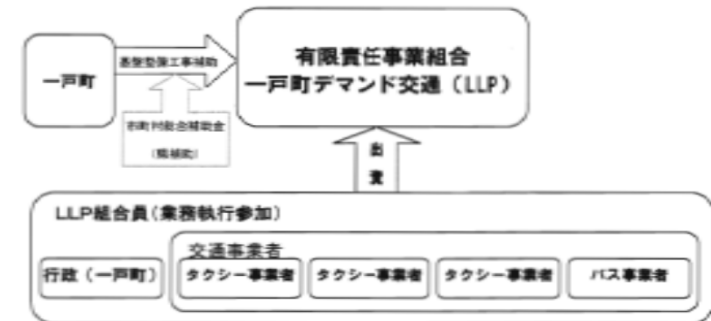 有限責任事業組合
一戸町デマンド交通（LLP）
一戸町
基盤整備工事補助
市町村総合補助金
（県補助）
出
資
LLP組合員（業務執行参加）
交通事業者
行政（一戸町）
タクシー事業者
タクシー事業者
タクシー事業者
バス事業者